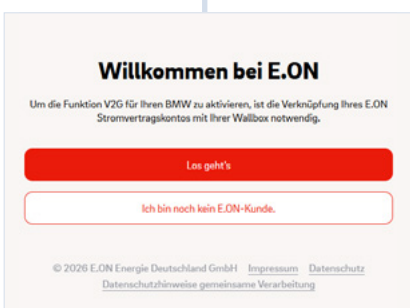 Willkommen bei E.ON
Um die Funktion V2G für Ihren BMW zu aktivieren, ist die Verknüpfung Ihres E.ON
Stromvertragskontos mit Ihrer Wallbox notwendig.
Los geht's
Ich bin noch kein E.ON-Kunde.
© 2026 E.ON Energie Deutschland GmbH Impressum Datenschutz
Datenschutzhinweise gemeinsame Verarbeitung